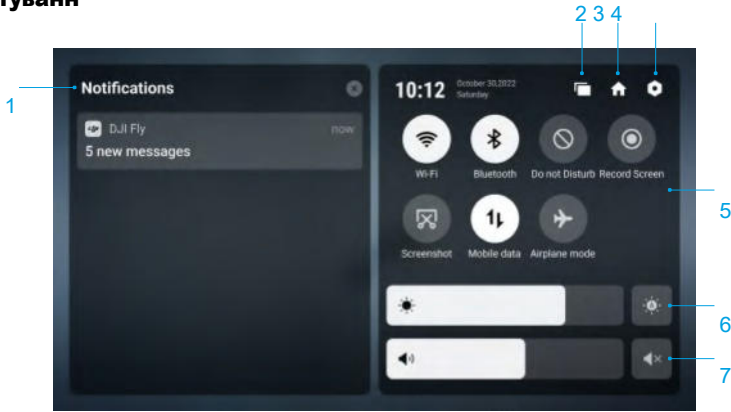 туванн
2 3 4
1
Notifications
DJI Fly now
5 new messages
10:12 October 30,2022
Saturday
Wi-Fi Bluetooth Do not Disturb Record Screen
Screenshot Mobile data Airplane mode
5
6
7